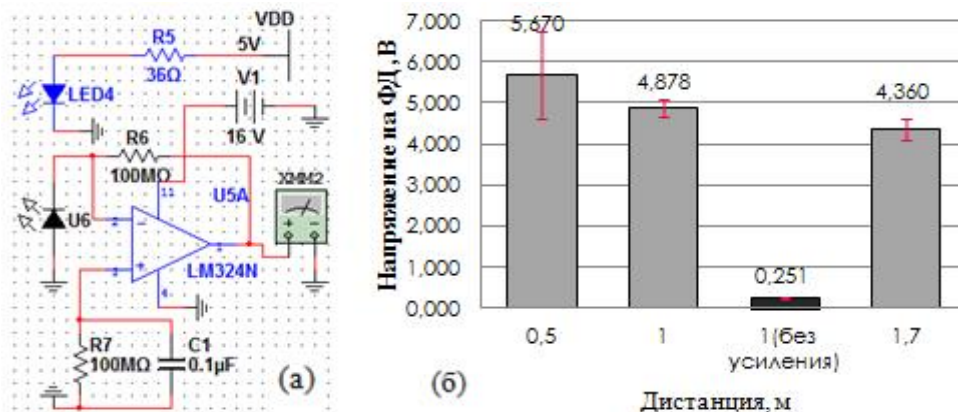 VDD
R5
5V
36Ω
V1
LED4
16 V
R6
100MΩ
11
U5A
XMM2
U6
2
3
1
4
LM324N
R7
100MΩ
C1
0.1µF
(а)
Напряжение на ФД, В
7,000
6,000
5,000
4,000
3,000
2,000
1,000
0,000
5,670
4,878
0,251
4,360
0,5
1
1(без
усиления)
1,7
Дистанция, м
(б)